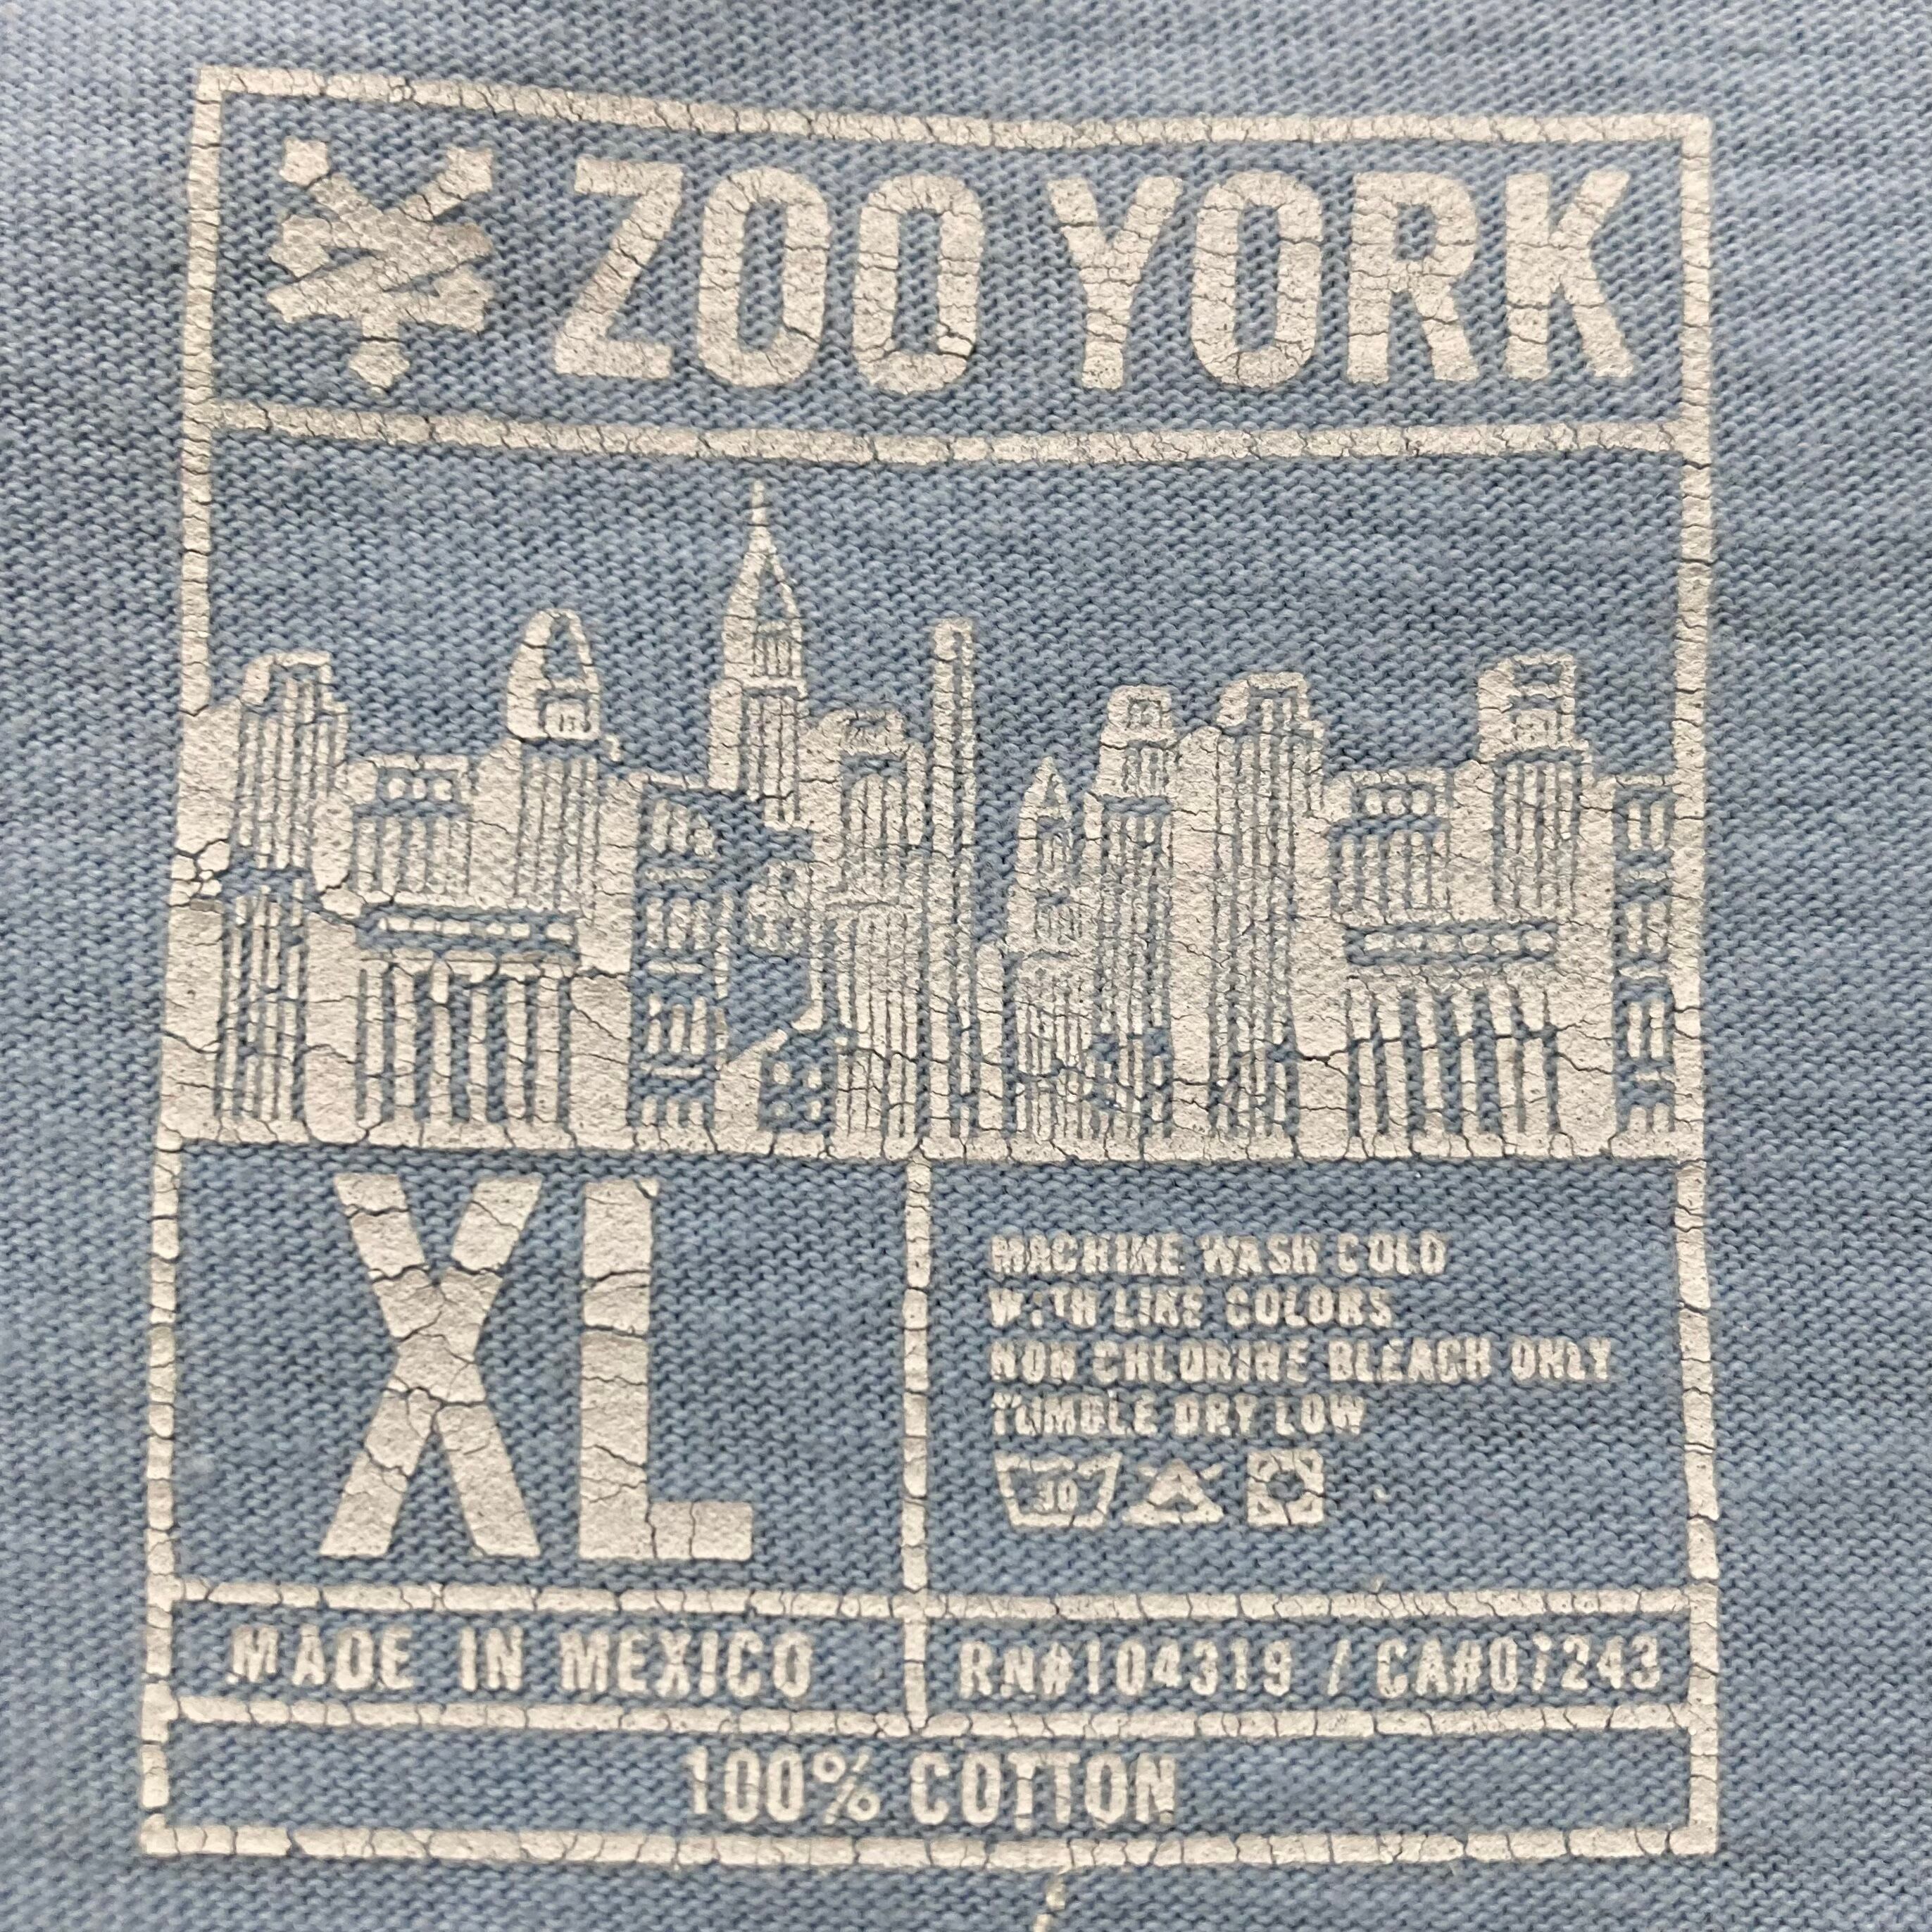 ZOO YORK
XL
MACHINE WASH COLD
WITH LIKE COLORS
NON CHLORINE BLEACH ONLY
TUMBLE DRY LOW
30
MADE IN MEXICO
RN#104319 / CA#07243
100% COTTON